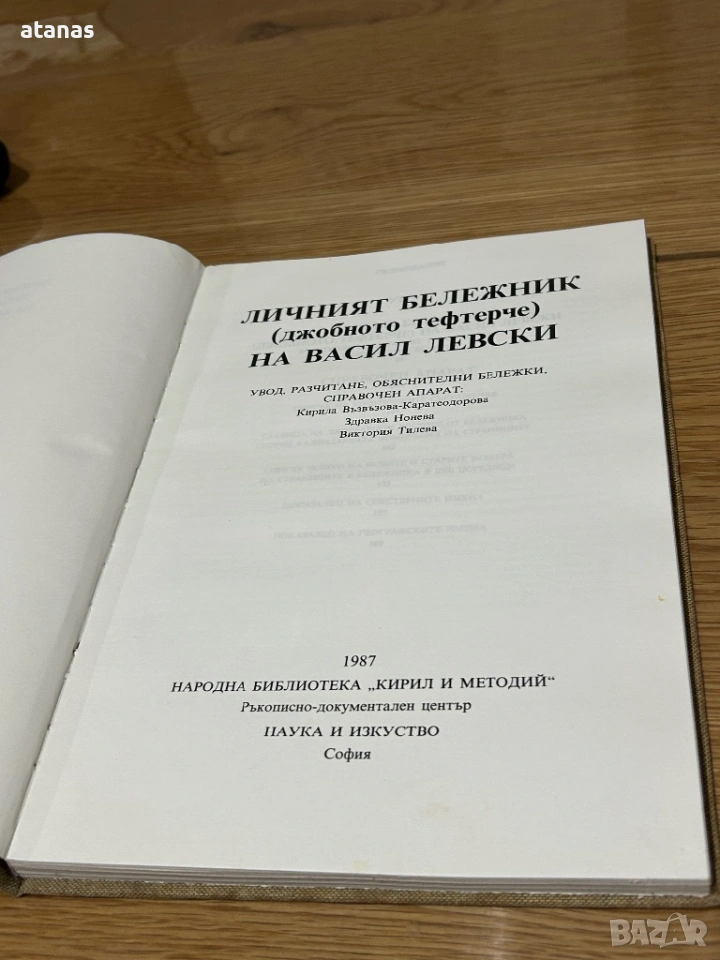 atanas
ЛИЧНИЯТ БЕЛЕЖНИК
(джобното тефтерче)
НА ВАСИЛ ЛЕВСКИ
УВОД, РАЗЧИТАНЕ, ОБЯСНИТЕЛНИ БЕЛЕЖКИ,
СПРАВОЧЕН АПАРАТ:
Кирила Възвъзова-Каратеодорова
Здравка Нонева
Виктория Тилева
1987
НАРОДНА БИБЛИОТЕКА „КИРИЛ И МЕТОДИЙ“
Ръкописно-документален център
НАУКА И ИЗКУСТВО
София
BAZAR